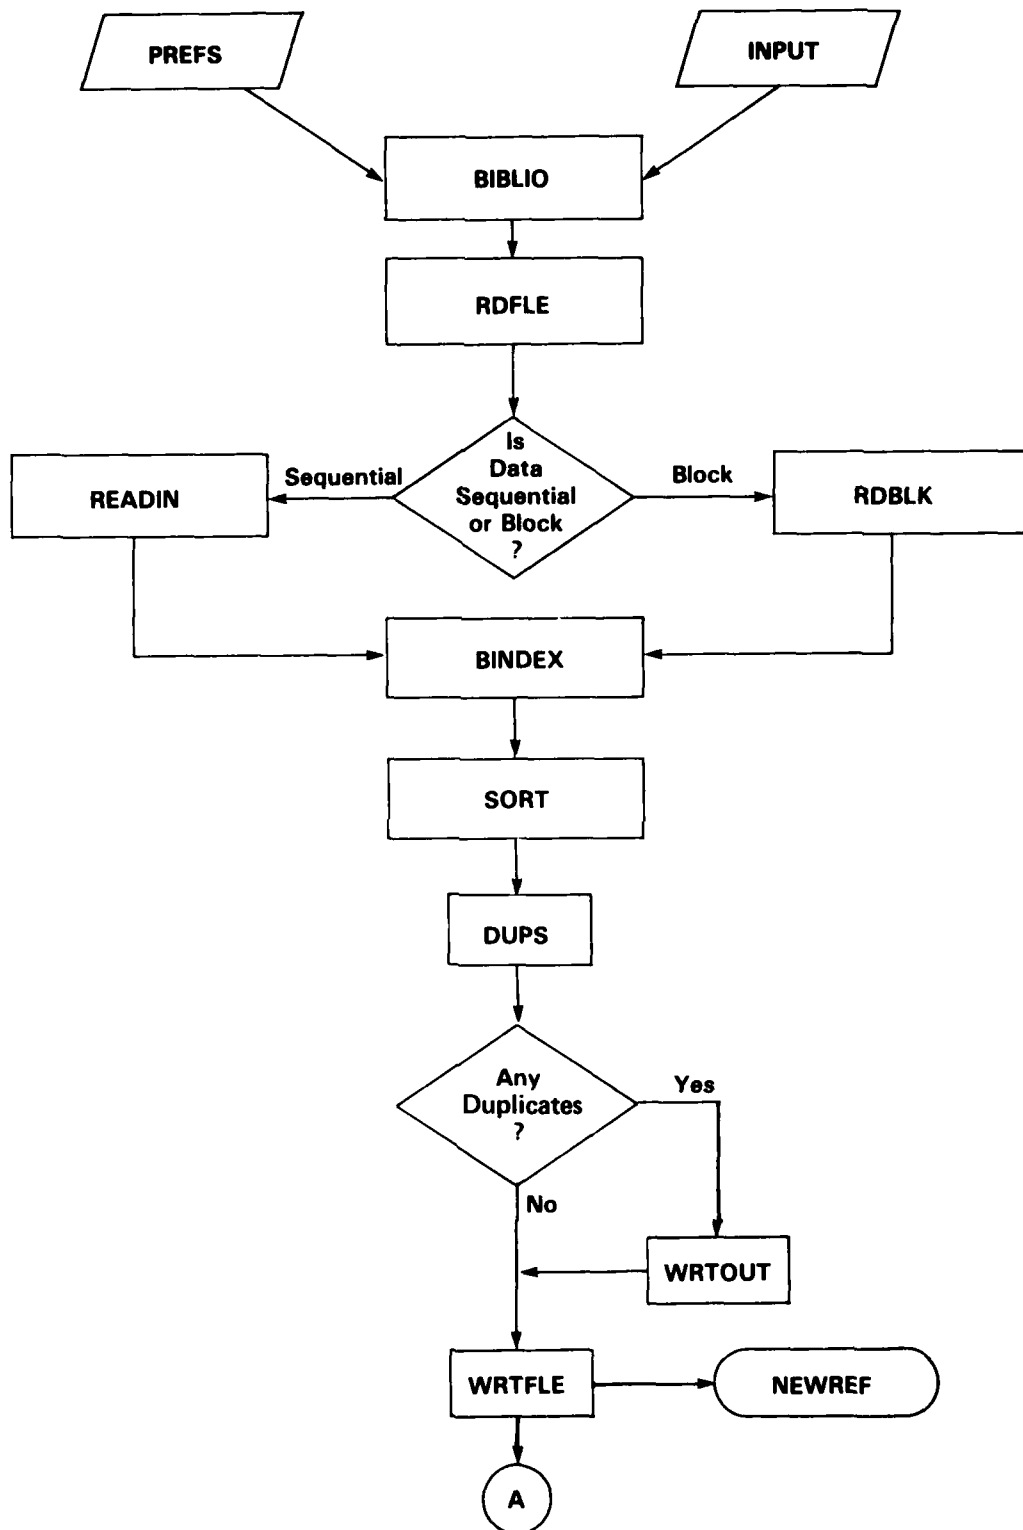 PREFS
INPUT
BIBLIO
RDFLE
Is
Data
Sequential
or Block
?
Sequential
Block
READIN
RDBLK
BINDEX
SORT
DUPS
Any
Duplicates
?
Yes
No
WRTOUT
WRTFLE
NEWREF
A